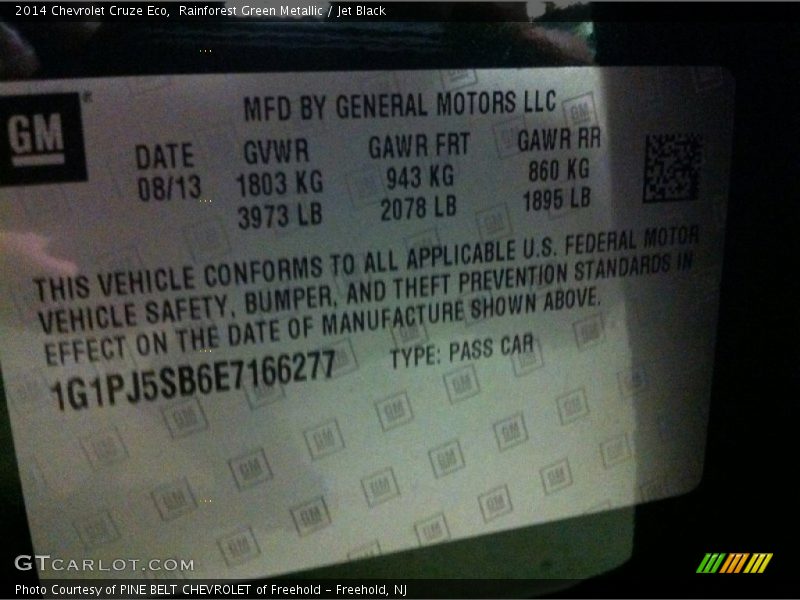 2014 Chevrolet Cruze Eco,  Rainforest Green Metallic / Jet Black
GM®
MFD BY GENERAL MOTORS LLC
DATE GVWR GAWR FRT GAWR RR
08/13 1803 KG 943 KG 860 KG
3973 LB 2078 LB 1895 LB
THIS VEHICLE CONFORMS TO ALL APPLICABLE U.S. FEDERAL MOTOR
VEHICLE SAFETY, BUMPER, AND THEFT PREVENTION STANDARDS IN
EFFECT ON THE DATE OF MANUFACTURE SHOWN ABOVE.
1G1PJ5SB6E7166277 TYPE: PASS CAR
GTCARLOT.COM
Photo Courtesy of PINE BELT CHEVROLET of Freehold – Freehold, NJ